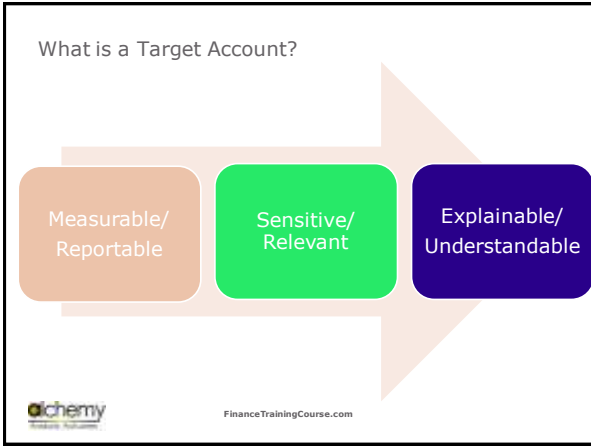 What is a Target Account?
Measurable/
Reportable
Sensitive/
Relevant
Explainable/
Understandable
alchemy
FinanceTrainingCourse.com